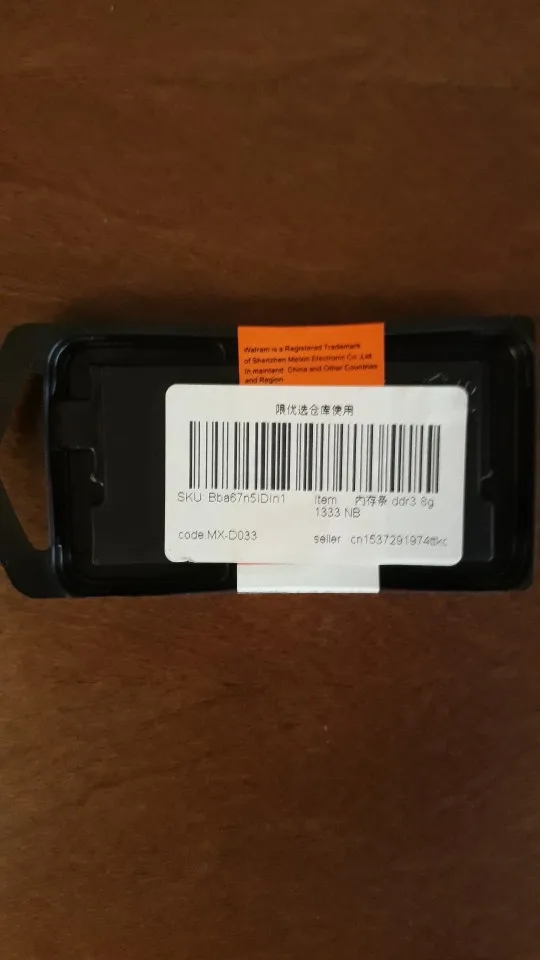 Walram is a Registered Trademark
of Shenzhen Meixin Electronic Co.,Ltd
In mainland China and Other Countries
and Region
限优选仓库使用
SKU: Bba67n5IDIn1
Item 内存条 ddr3 8g
1333 NB
code:MX-D033
seller cn1537291974